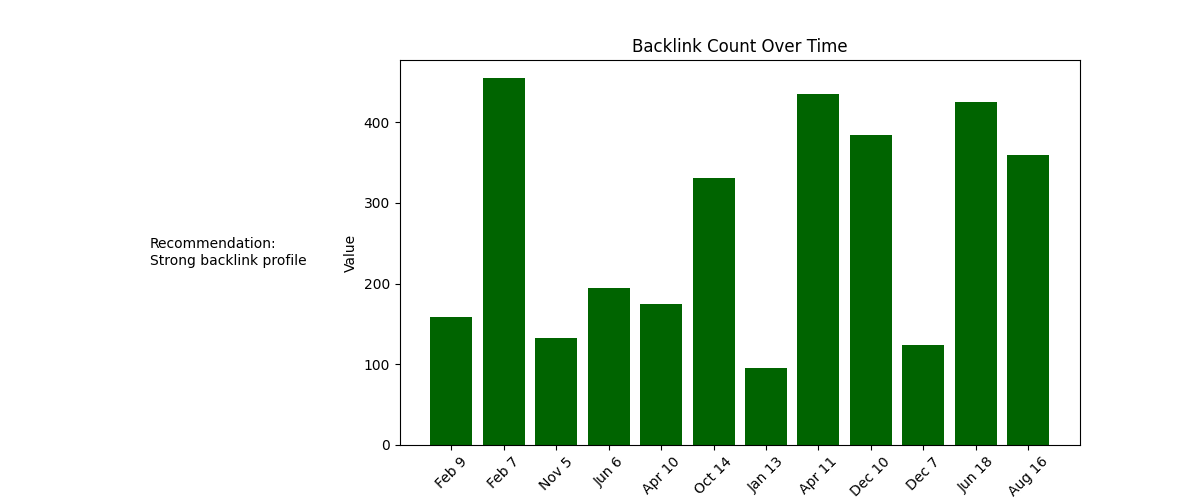 Backlink Count Over Time
Recommendation:
Strong backlink profile
Value
400
300
200
100
0
Feb 9
Feb 7
Nov 5
Jun 6
Apr 10
Oct 14
Jan 13
Apr 11
Dec 10
Dec 7
Jun 18
Aug 16